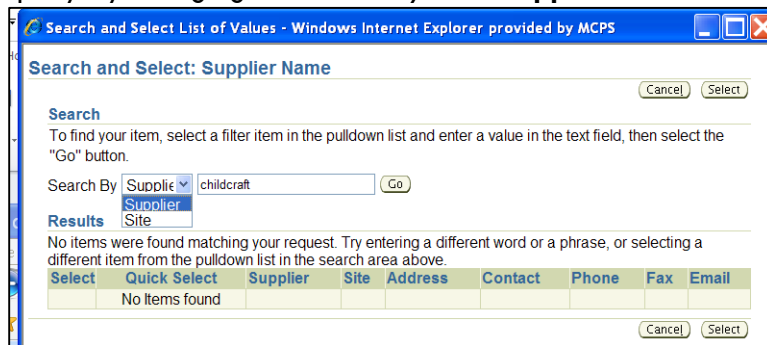 Search and Select List of Values - Windows Internet Explorer provided by MCPS
Search and Select: Supplier Name
Cancel Select
Search
To find your item, select a filter item in the pulldown list and enter a value in the text field, then select the
"Go" button.
Search By Supplie childcraft Go
Supplier
Site
Results
No items were found matching your request. Try entering a different word or a phrase, or selecting a
different item from the pulldown list in the search area above.
Select Quick Select Supplier Site Address Contact Phone Fax Email
No Items found
Cancel Select